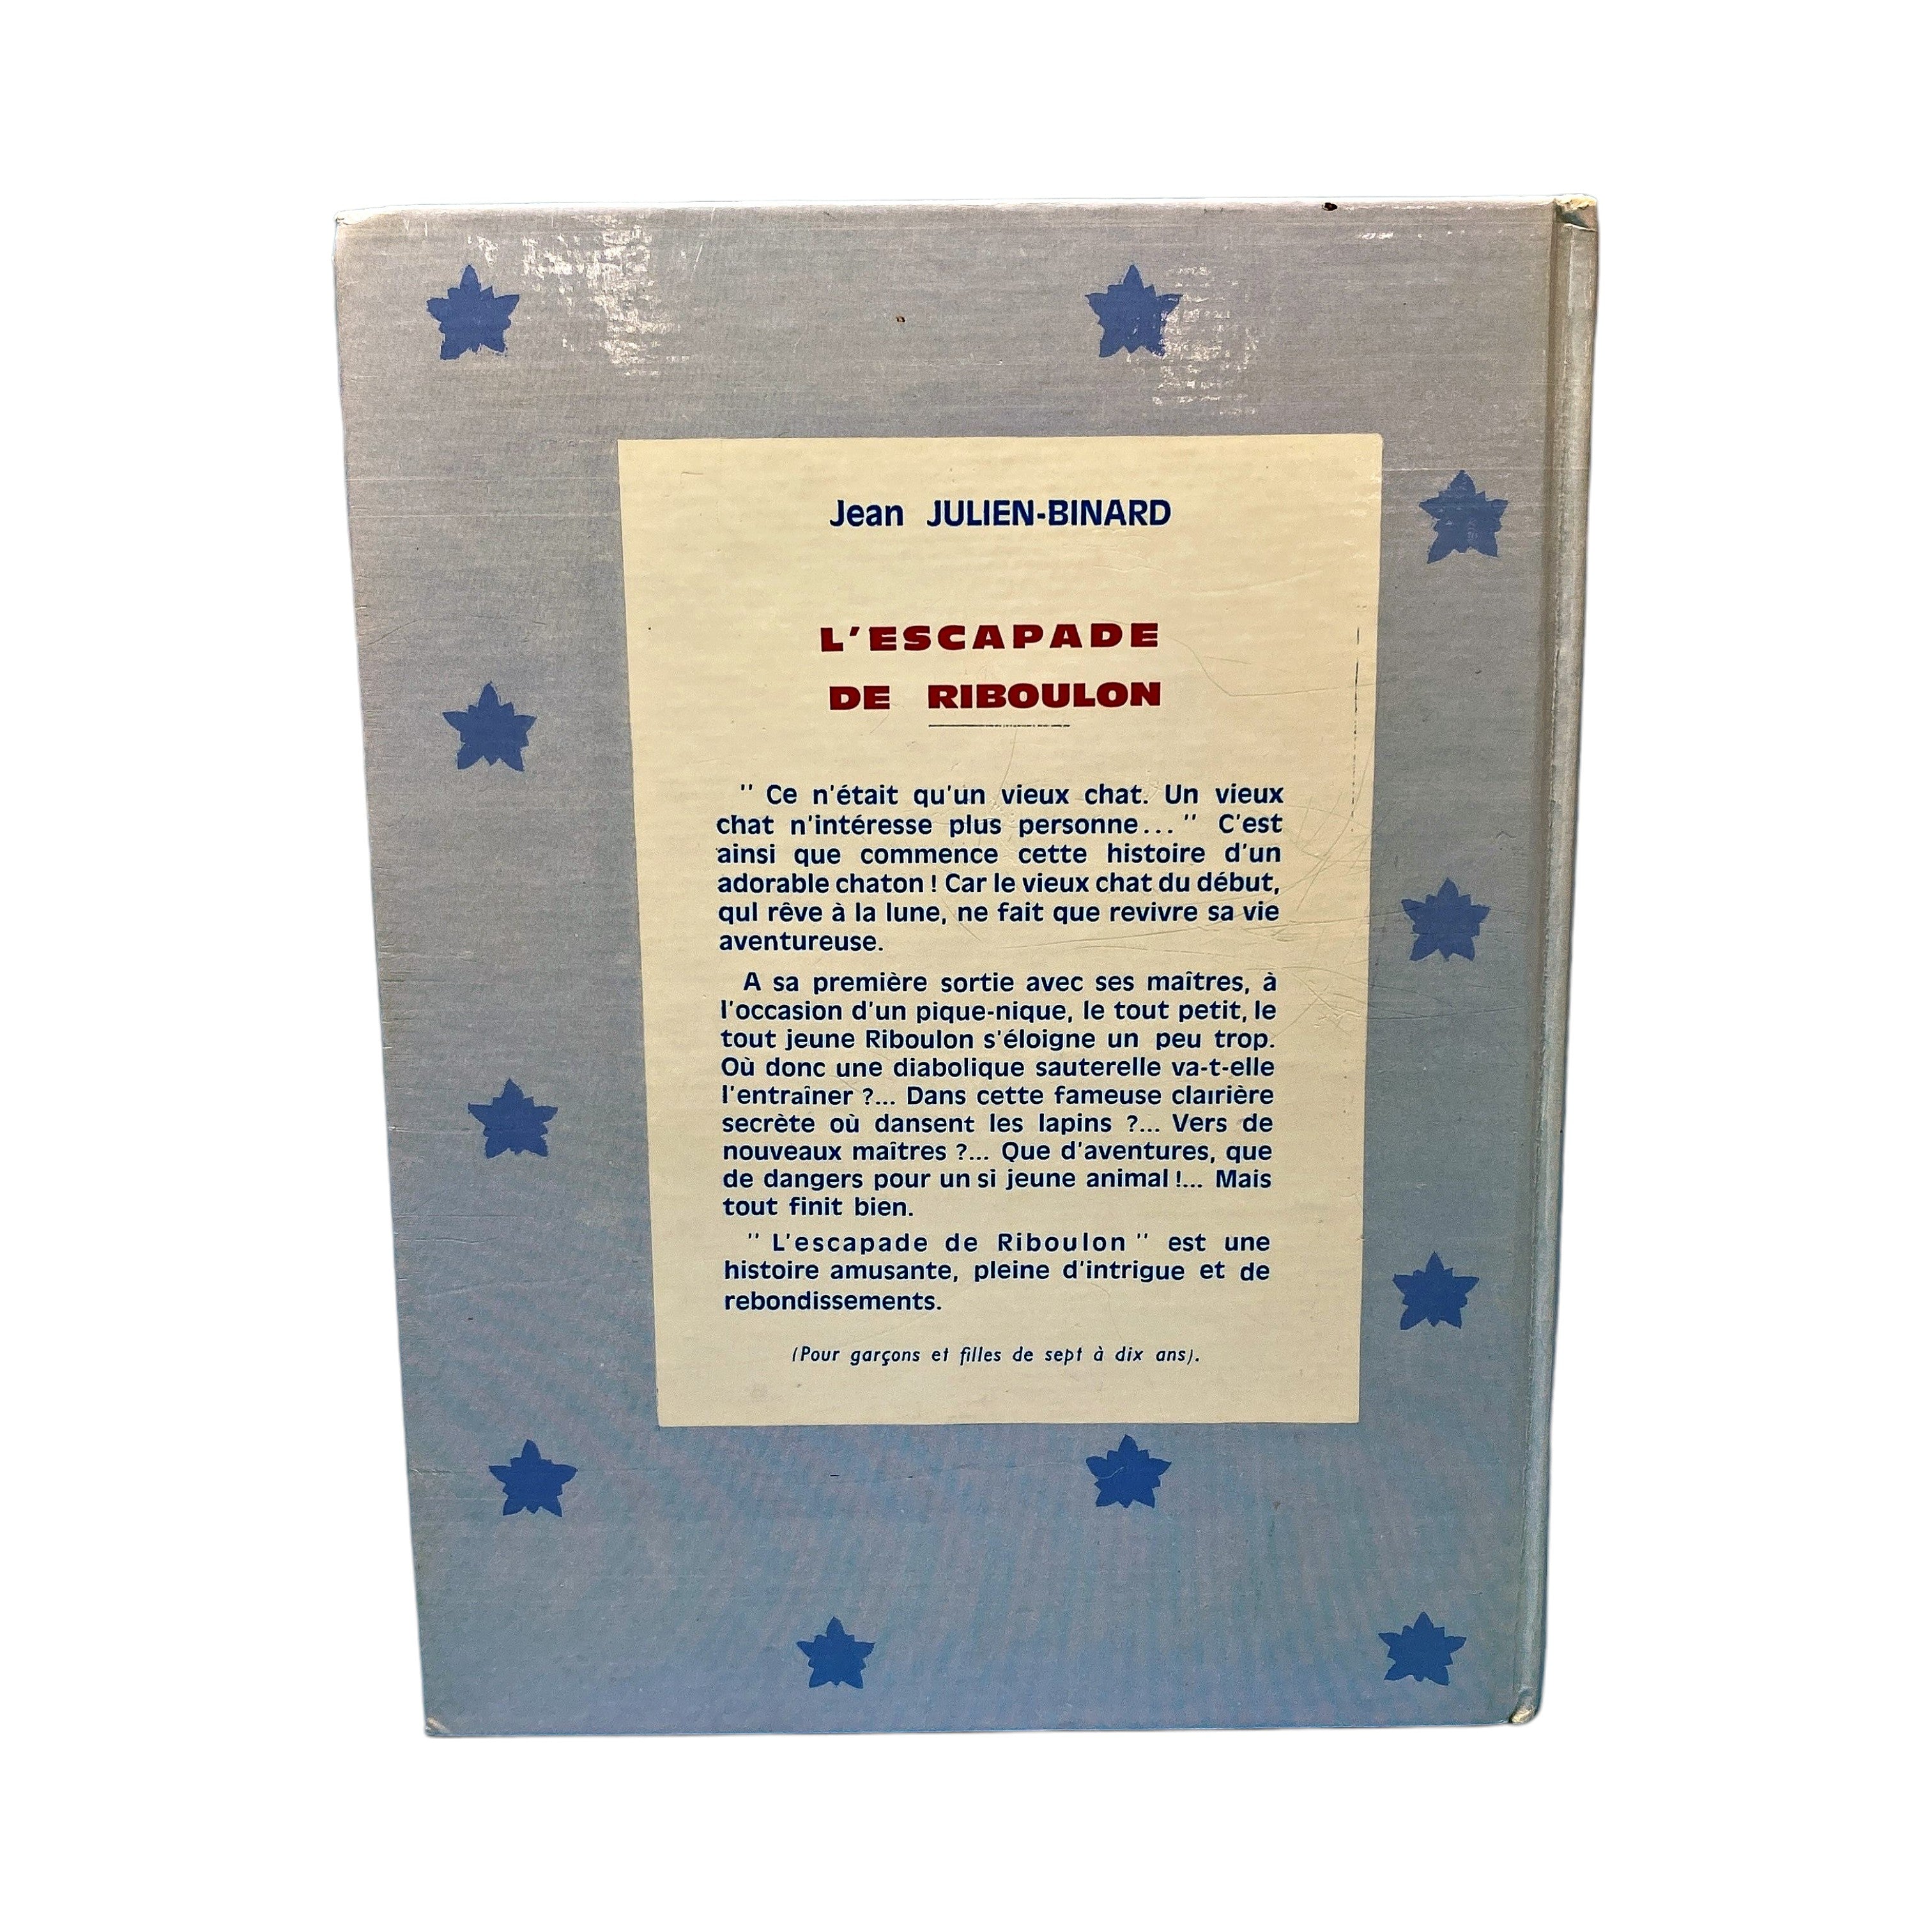 Jean JULIEN-BINARD
L'ESCAPADE
DE RIBOULON
" Ce n'était qu'un vieux chat. Un vieux
chat n'intéresse plus personne... " C'est
ainsi que commence cette histoire d'un
adorable chaton ! Car le vieux chat du début,
qui rêve à la lune, ne fait que revivre sa vie
aventureuse.
A sa première sortie avec ses maîtres, à
l'occasion d'un pique-nique, le tout petit, le
tout jeune Riboulon s'éloigne un peu trop.
Où donc une diabolique sauterelle va-t-elle
l'entraîner ?... Dans cette fameuse clairière
secrète où dansent les lapins ?... Vers de
nouveaux maîtres ?... Que d'aventures, que
de dangers pour un si jeune animal !... Mais
tout finit bien.
" L'escapade de Riboulon " est une
histoire amusante, pleine d'intrigue et de
rebondissements.
(Pour garçons et filles de sept à dix ans).